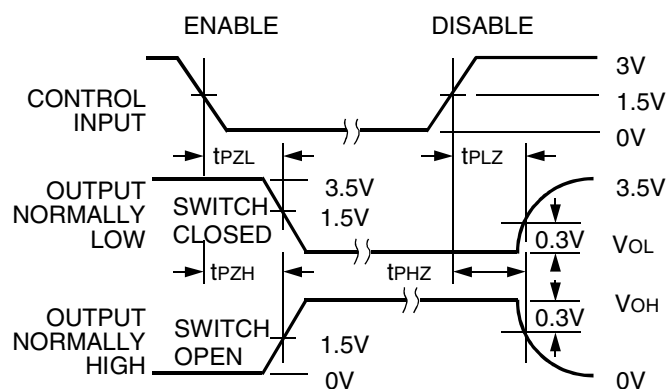 ENABLE
DISABLE
CONTROL
INPUT
3V
1.5V
0V
tPZL
tPLZ
OUTPUT
NORMALLY
LOW
SWITCH
CLOSED
3.5V
1.5V
3.5V
0.3V
VOL
tPZH
tPHZ
OUTPUT
NORMALLY
HIGH
SWITCH
OPEN
1.5V
0V
0.3V
VOH
0V